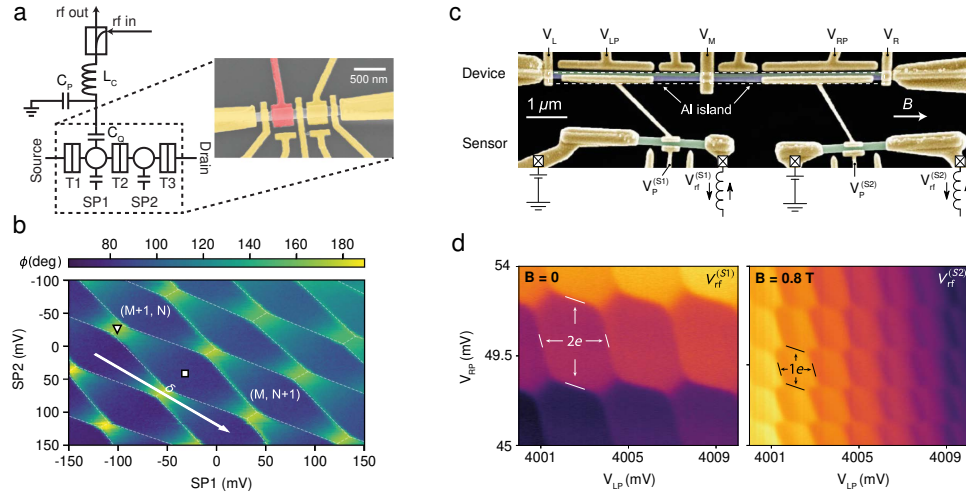 a
rf out
rf in
L_C
C_P
C_Q
Source
Drain
T1 T2 T3
SP1 SP2
500 nm
b
80 100 120 140 160 180
ϕ(deg)
-100
-50
0
50
100
150
SP2 (mV)
(M+1, N)
δ
(M, N+1)
-150 -100 -50 0 50 100 150
SP1 (mV)
c
V_L V_LP V_M V_RP V_R
Device
1 µm
Al island
B
Sensor
V_P^(S1) V_rf^(S1) V_P^(S2) V_rf^(S2)
d
54
49.5
45
V_RP (mV)
B = 0
V_rf^(S1)
2e
4001 4005 4009
V_LP (mV)
B = 0.8 T
V_rf^(S2)
1e
4001 4005 4009
V_LP (mV)